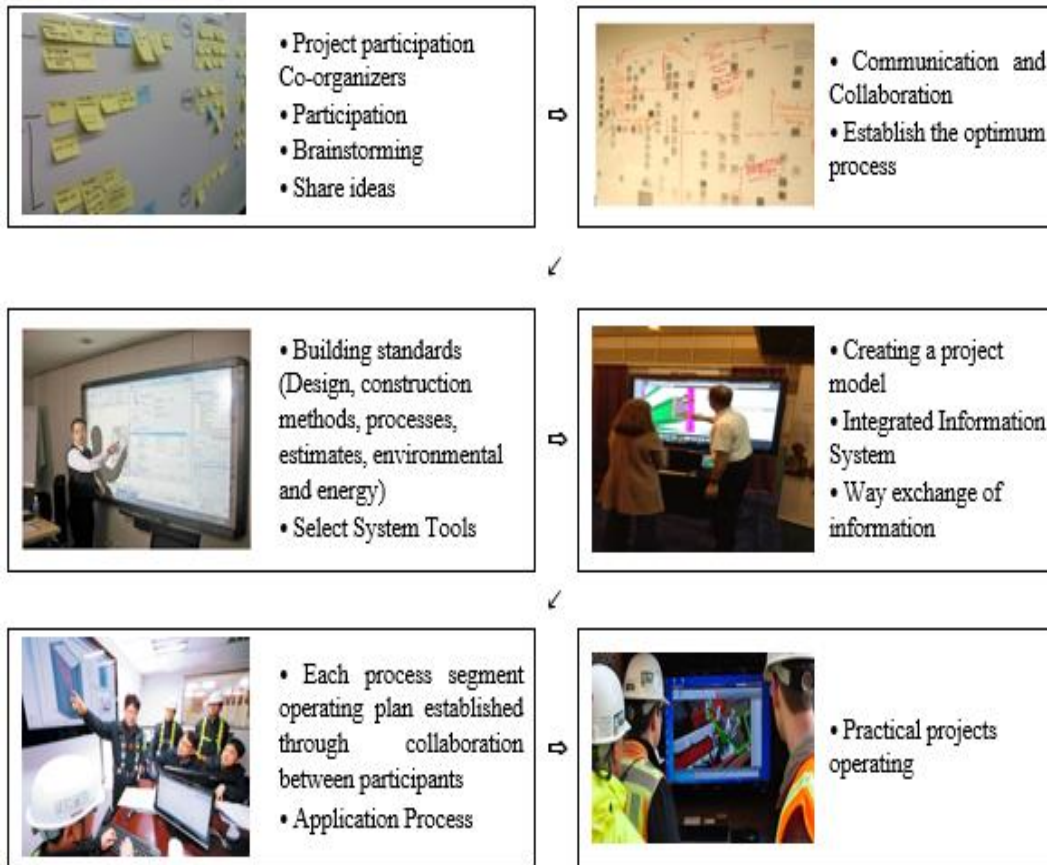 • Project participation
Co-organizers
• Participation
• Brainstorming
• Share ideas
⇨
• Communication and
Collaboration
• Establish the optimum
process
↙
• Building standards
(Design, construction
methods, processes,
estimates, environmental
and energy)
• Select System Tools
⇨
• Creating a project
model
• Integrated Information
System
• Way exchange of
information
↙
• Each process segment
operating plan established
through collaboration
between participants
• Application Process
⇨
• Practical projects
operating